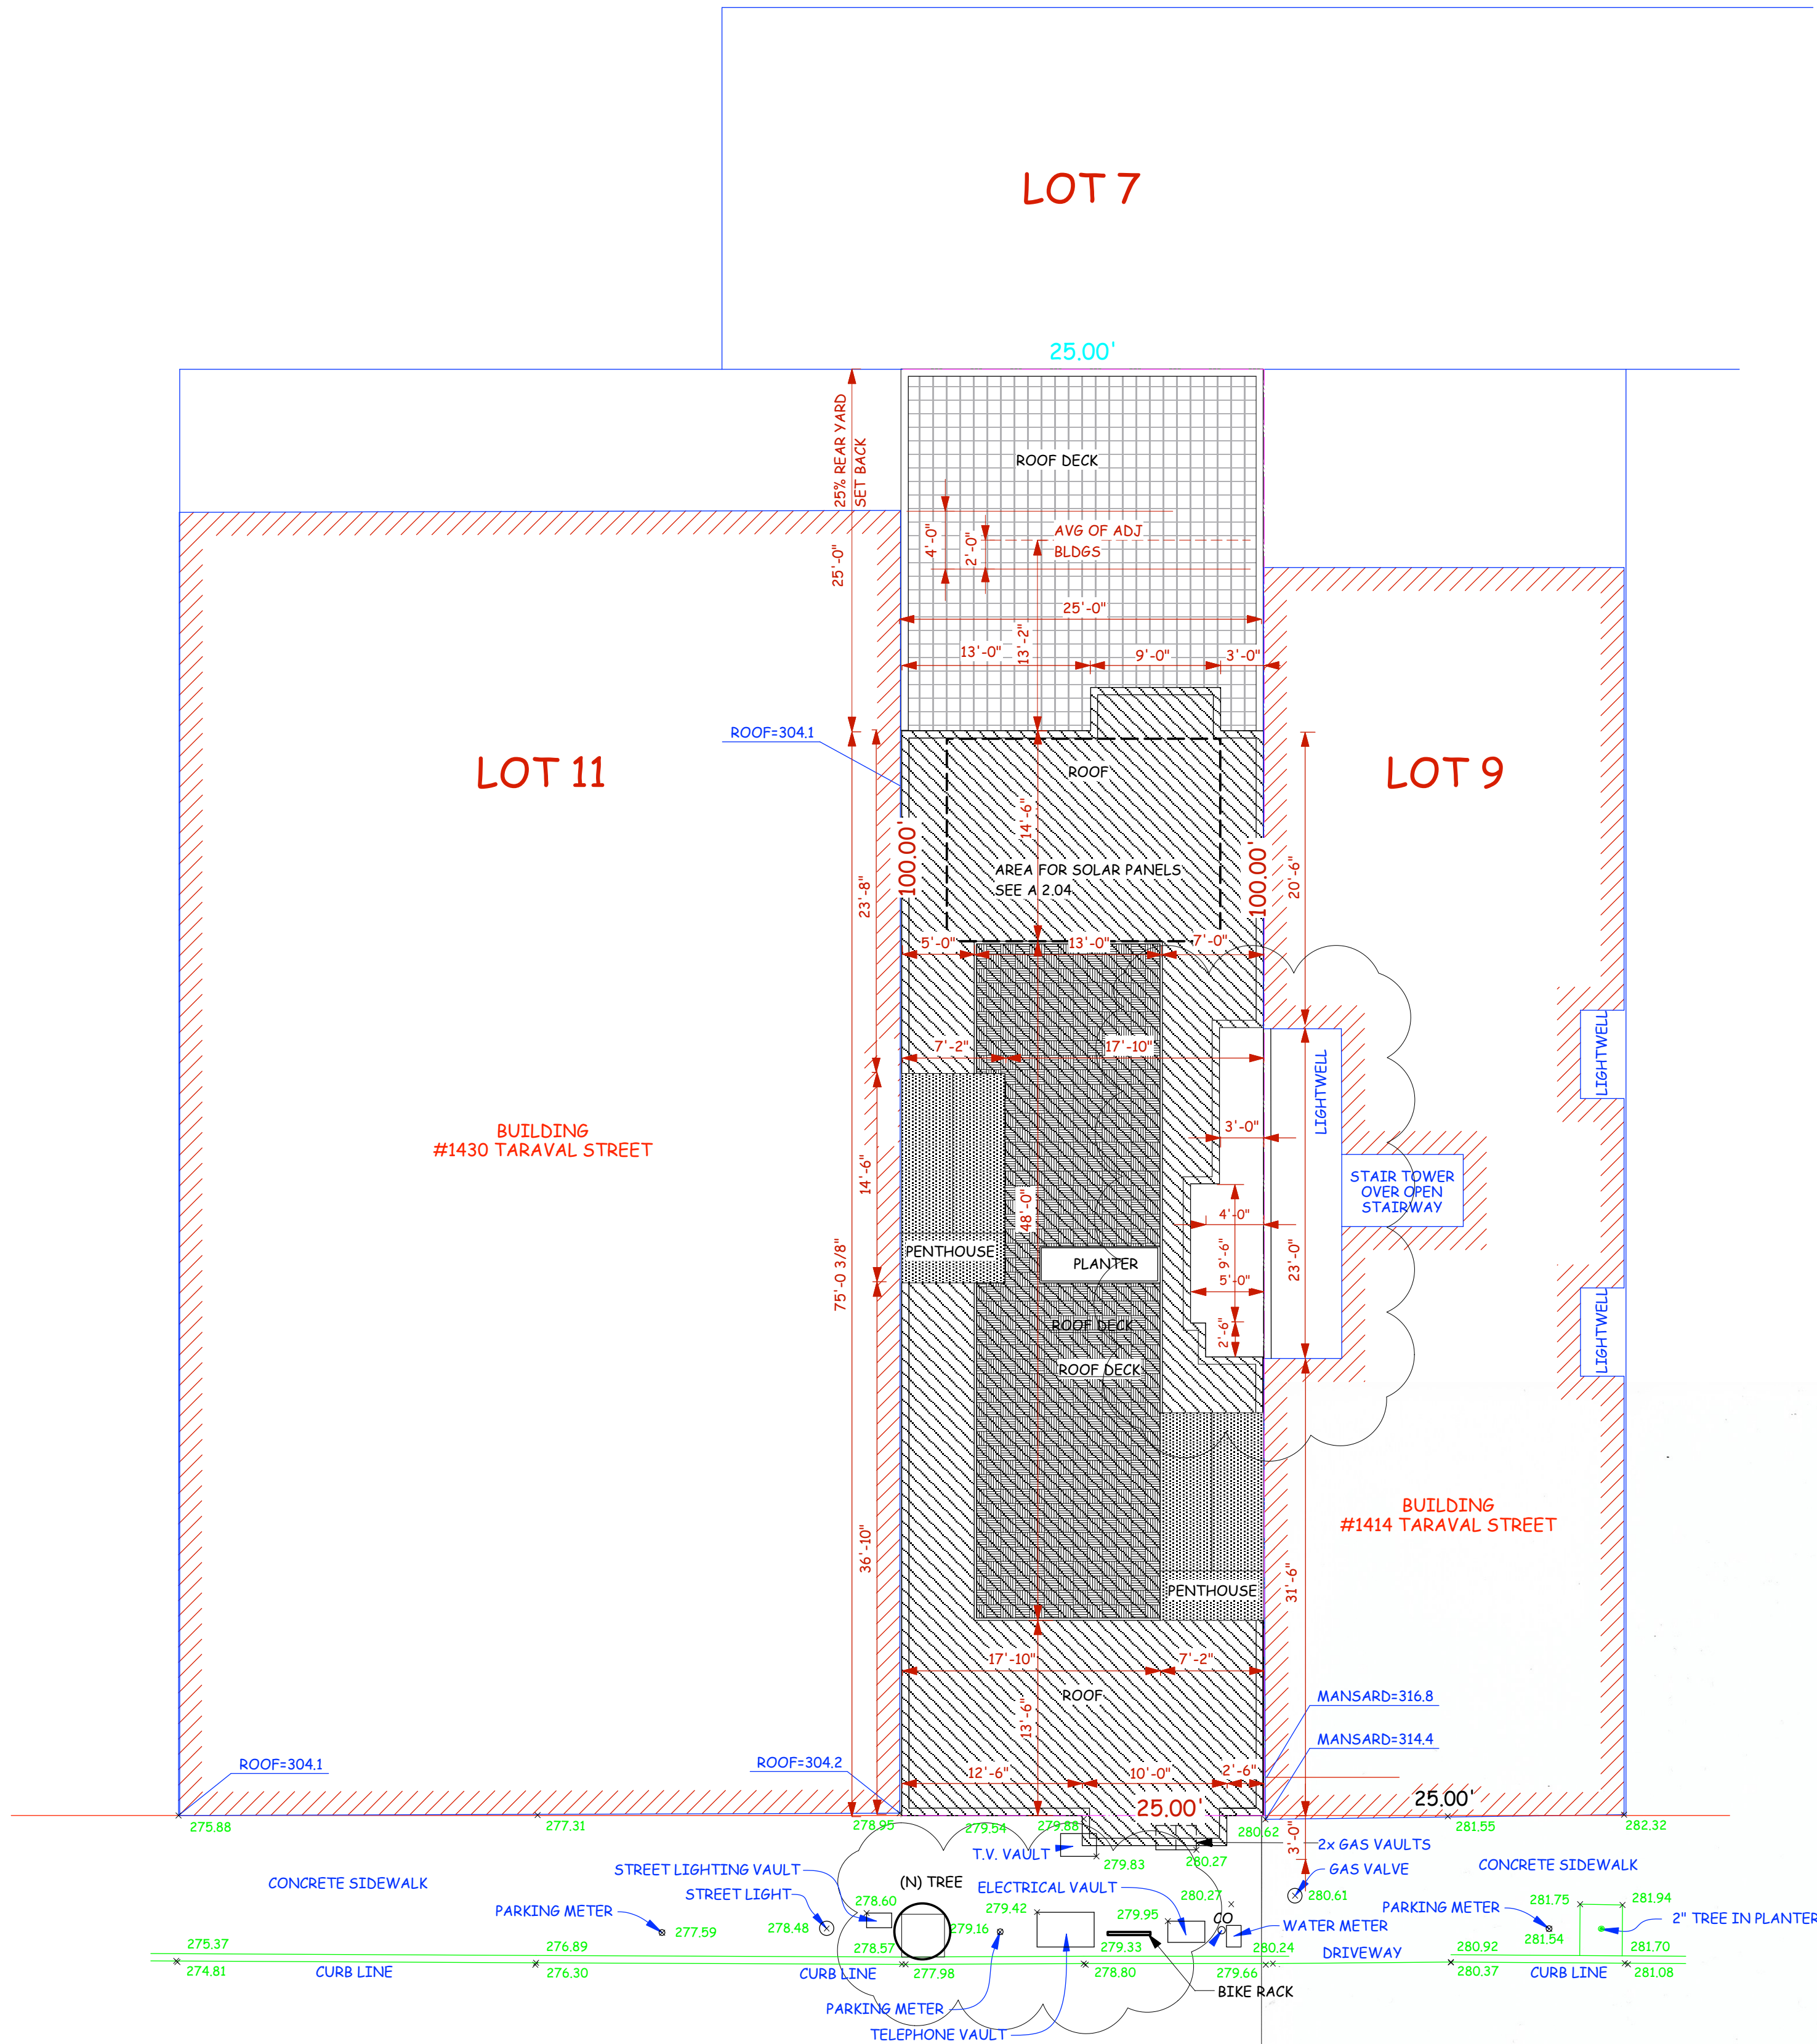 LOT 7
25.00'
25% REAR YARD
SET BACK
ROOF DECK
AVG OF ADJ
BLDGS
4'-0"
2'-0"
25'-0"
25'-0"
13'-2"
13'-0"
9'-0"
3'-0"
ROOF=304.1
LOT 11
ROOF
LOT 9
14'-6"
100.00'
100.00'
20'-6"
23'-8"
AREA FOR SOLAR PANELS
SEE A 2.04
5'-0"
13'-0"
7'-0"
7'-2"
17'-10"
LIGHTWELL
LIGHTWELL
BUILDING
#1430 TARAVAL STREET
3'-0"
14'-6"
STAIR TOWER
OVER OPEN
STAIRWAY
48'-0"
4'-0"
PENTHOUSE
PLANTER
9'-6"
23'-0"
75'-0 3/8"
5'-0"
ROOF DECK
2'-6"
LIGHTWELL
ROOF DECK
BUILDING
#1414 TARAVAL STREET
36'-10"
PENTHOUSE
31'-6"
17'-10"
7'-2"
ROOF
13'-6"
MANSARD=316.8
MANSARD=314.4
ROOF=304.1
ROOF=304.2
12'-6"
10'-0"
2'-6"
25.00'
25.00'
275.88
277.31
278.95
279.54
279.88
280.62
281.55
282.32
3'-0"
T.V. VAULT
279.83
280.27
2x GAS VAULTS
CONCRETE SIDEWALK
STREET LIGHTING VAULT
(N) TREE
ELECTRICAL VAULT
GAS VALVE
CONCRETE SIDEWALK
STREET LIGHT
278.60
280.27
280.61
281.75
281.94
PARKING METER
277.59
278.48
279.16
279.42
279.95
CO
WATER METER
PARKING METER
281.54
2" TREE IN PLANTER
275.37
276.89
278.57
279.33
280.24
DRIVEWAY
280.92
281.70
274.81
CURB LINE
276.30
CURB LINE
277.98
278.80
279.66
280.37
CURB LINE
281.08
BIKE RACK
PARKING METER
TELEPHONE VAULT